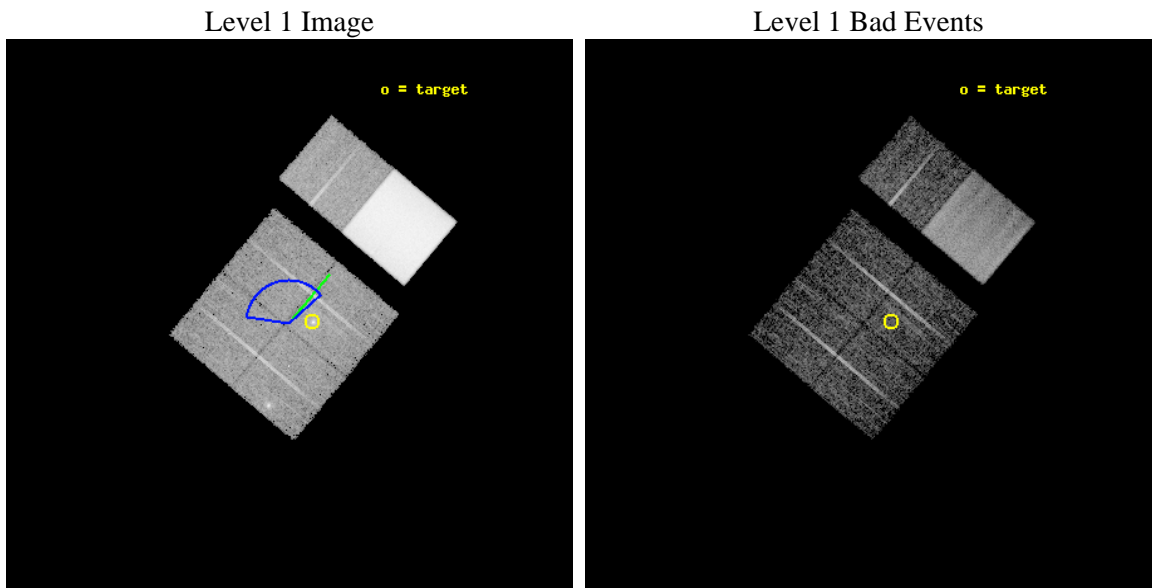 Level 1 Image
Level 1 Bad Events
o = target
o = target